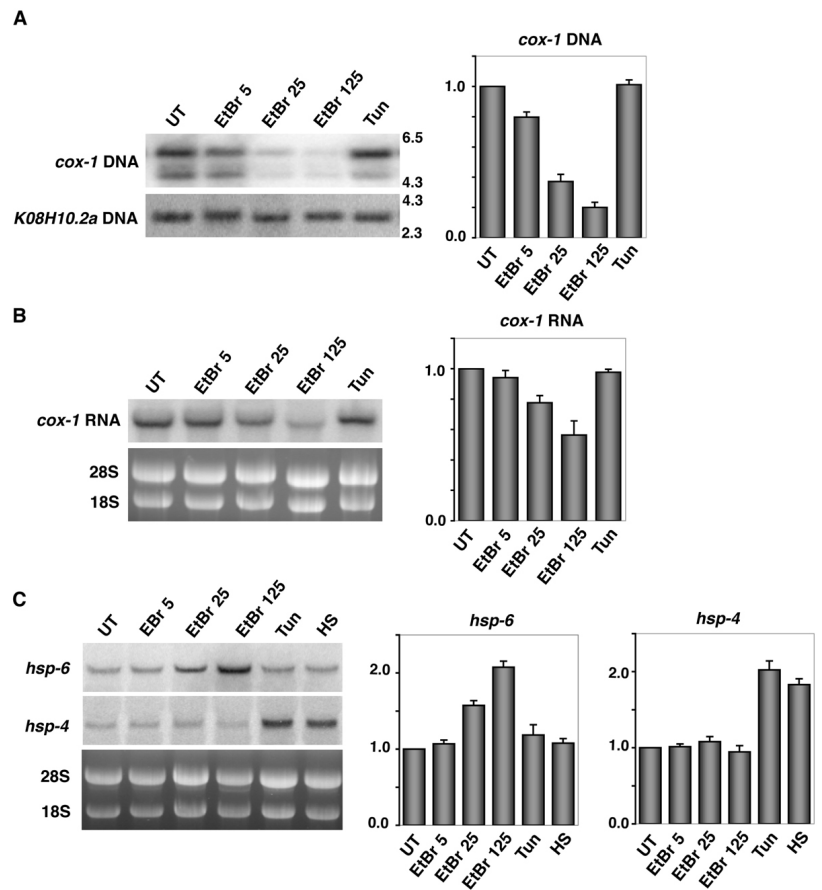 A
cox-1 DNA
UT
EtBr 5
EtBr 25
EtBr 125
Tun
cox-1 DNA
K08H10.2a DNA
6.5
4.3
4.3
2.3
1.0
0.0
UT
EtBr 5
EtBr 25
EtBr 125
Tun
B
cox-1 RNA
UT
EtBr 5
EtBr 25
EtBr 125
Tun
cox-1 RNA
28S
18S
1.0
0.0
UT
EtBr 5
EtBr 25
EtBr 125
Tun
C
UT
EBr 5
EtBr 25
EtBr 125
Tun
HS
hsp-6
hsp-4
28S
18S
hsp-6
2.0
1.0
0.0
UT
EtBr 5
EtBr 25
EtBr 125
Tun
HS
hsp-4
2.0
1.0
0.0
UT
EtBr 5
EtBr 25
EtBr 125
Tun
HS